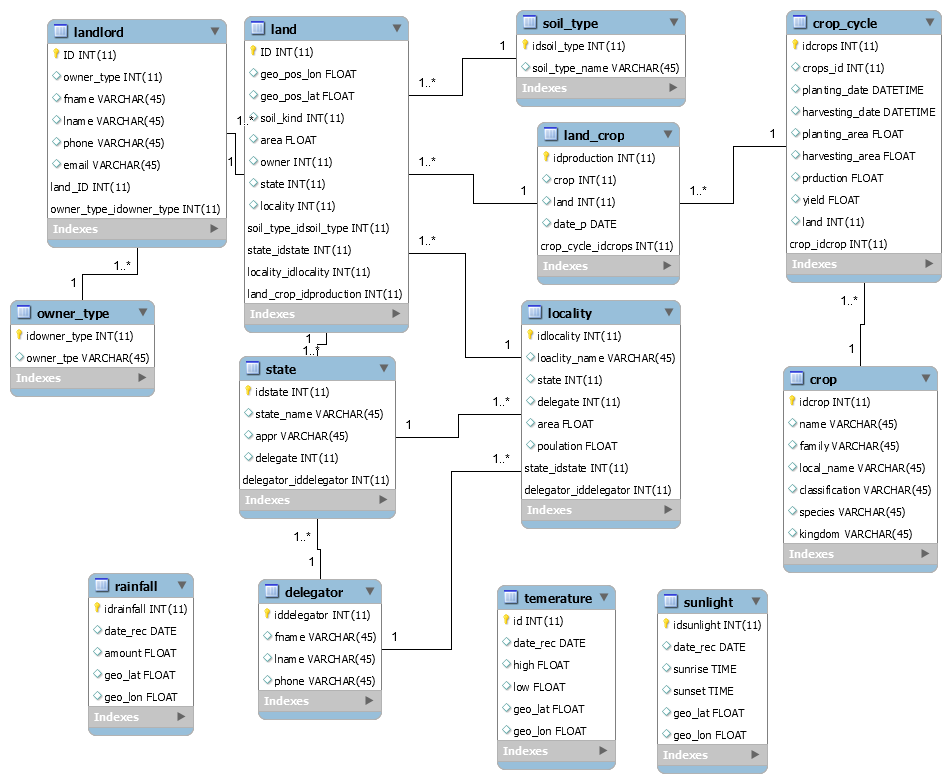 landlord
ID INT(11)
owner_type INT(11)
fname VARCHAR(45)
lname VARCHAR(45)
phone VARCHAR(45)
email VARCHAR(45)
land_ID INT(11)
owner_type_idowner_type INT(11)
Indexes
land
ID INT(11)
geo_pos_lon FLOAT
geo_pos_lat FLOAT
soil_kind INT(11)
area FLOAT
owner INT(11)
state INT(11)
locality INT(11)
soil_type_idsoil_type INT(11)
state_idstate INT(11)
locality_idlocality INT(11)
land_crop_idproduction INT(11)
Indexes
soil_type
idsoil_type INT(11)
soil_type_name VARCHAR(45)
Indexes
crop_cycle
idcrops INT(11)
crops_id INT(11)
planting_date DATETIME
harvesting_date DATETIME
planting_area FLOAT
harvesting_area FLOAT
prduction FLOAT
yield FLOAT
land INT(11)
crop_idcrop INT(11)
Indexes
land_crop
idproduction INT(11)
crop INT(11)
land INT(11)
date_p DATE
crop_cycle_idcrops INT(11)
Indexes
owner_type
idowner_type INT(11)
owner_tpe VARCHAR(45)
Indexes
state
idstate INT(11)
state_name VARCHAR(45)
appr VARCHAR(45)
delegate INT(11)
delegator_iddelegator INT(11)
Indexes
locality
idlocality INT(11)
loaclity_name VARCHAR(45)
state INT(11)
delegate INT(11)
area FLOAT
poulation FLOAT
state_idstate INT(11)
delegator_iddelegator INT(11)
Indexes
crop
idcrop INT(11)
name VARCHAR(45)
family VARCHAR(45)
local_name VARCHAR(45)
classification VARCHAR(45)
species VARCHAR(45)
kingdom VARCHAR(45)
Indexes
rainfall
idrainfall INT(11)
date_rec DATE
amount FLOAT
geo_lat FLOAT
geo_lon FLOAT
Indexes
delegator
iddelegator INT(11)
fname VARCHAR(45)
lname VARCHAR(45)
phone VARCHAR(45)
Indexes
temerature
id INT(11)
date_rec DATE
high FLOAT
low FLOAT
geo_lat FLOAT
geo_lon FLOAT
Indexes
sunlight
idsunlight INT(11)
date_rec DATE
sunrise TIME
sunset TIME
geo_lat FLOAT
geo_lon FLOAT
Indexes
1..*
1
1
1..*
1..*
1
1
1..*
1..*
1
1..*
1
1..*
1
1
1..*
1
1..*
1..*
1
1..*
1